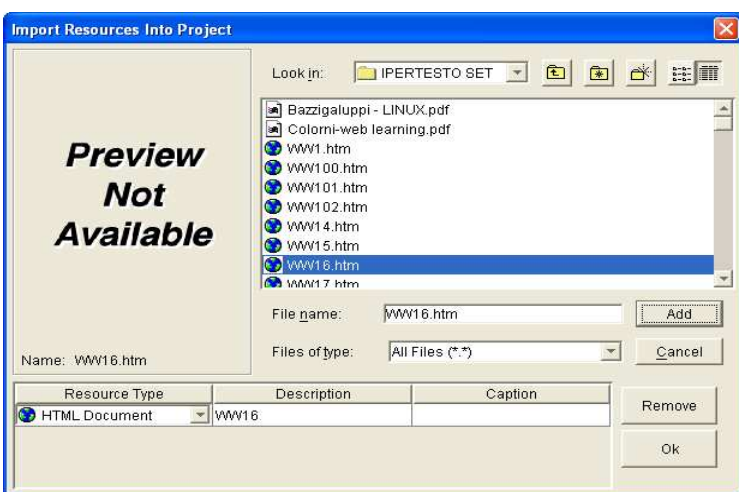 Import Resources Into Project
Look in:
IPERTESTO SET
Bazzigaluppi - LINUX.pdf
Colorni-web learning.pdf
WW1.htm
WW100.htm
WW101.htm
WW102.htm
WW14.htm
WW15.htm
WW16.htm
WW17.htm
Preview
Not
Available
Name: WW16.htm
File name: WW16.htm Add
Files of type: All Files (*.*) Cancel
Resource Type Description Caption
HTML Document WW16
Remove
Ok